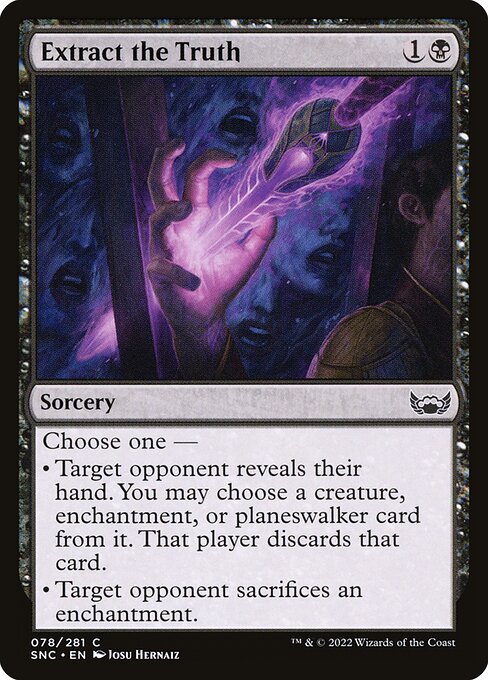 Extract the Truth 1
Sorcery
Choose one —
• Target opponent reveals their
hand. You may choose a creature,
enchantment, or planeswalker card
from it. That player discards that
card.
• Target opponent sacrifices an
enchantment.
078/281 C
SNC • EN Josu Hernaiz
™ & © 2022 Wizards of the Coast